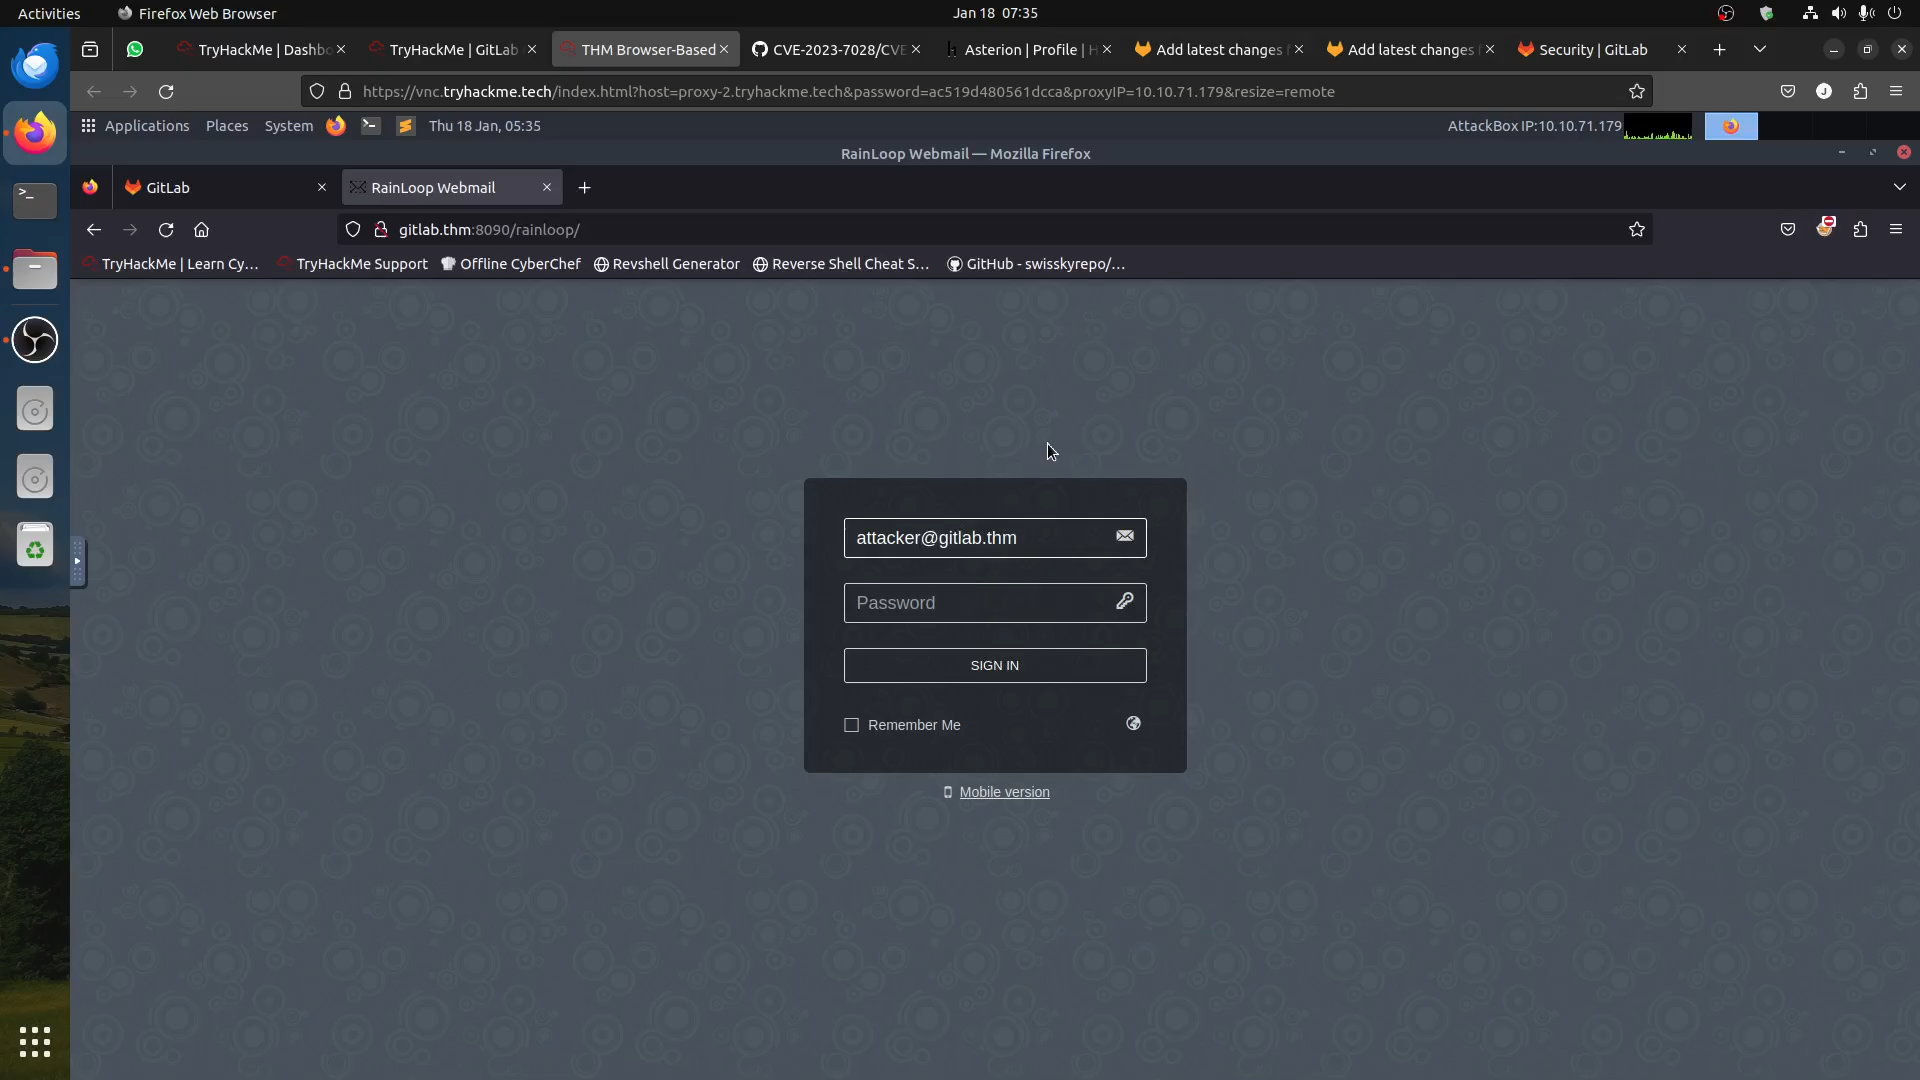 Activities
Firefox Web Browser
Jan 18 07:35
TryHackMe | Dashbo
TryHackMe | GitLab
THM Browser-Based
CVE-2023-7028/CVE
Asterion | Profile | H
Add latest changes f
Add latest changes f
Security | GitLab
https://vnc.tryhackme.tech/index.html?host=proxy-2.tryhackme.tech&password=ac519d480561dcca&proxyIP=10.10.71.179&resize=remote
J
Applications
Places
System
Thu 18 Jan, 05:35
AttackBox IP:10.10.71.179
RainLoop Webmail — Mozilla Firefox
GitLab
RainLoop Webmail
gitlab.thm:8090/rainloop/
TryHackMe | Learn Cy...
TryHackMe Support
Offline CyberChef
Revshell Generator
Reverse Shell Cheat S...
GitHub - swisskyrepo/...
attacker@gitlab.thm
Password
SIGN IN
Remember Me
Mobile version